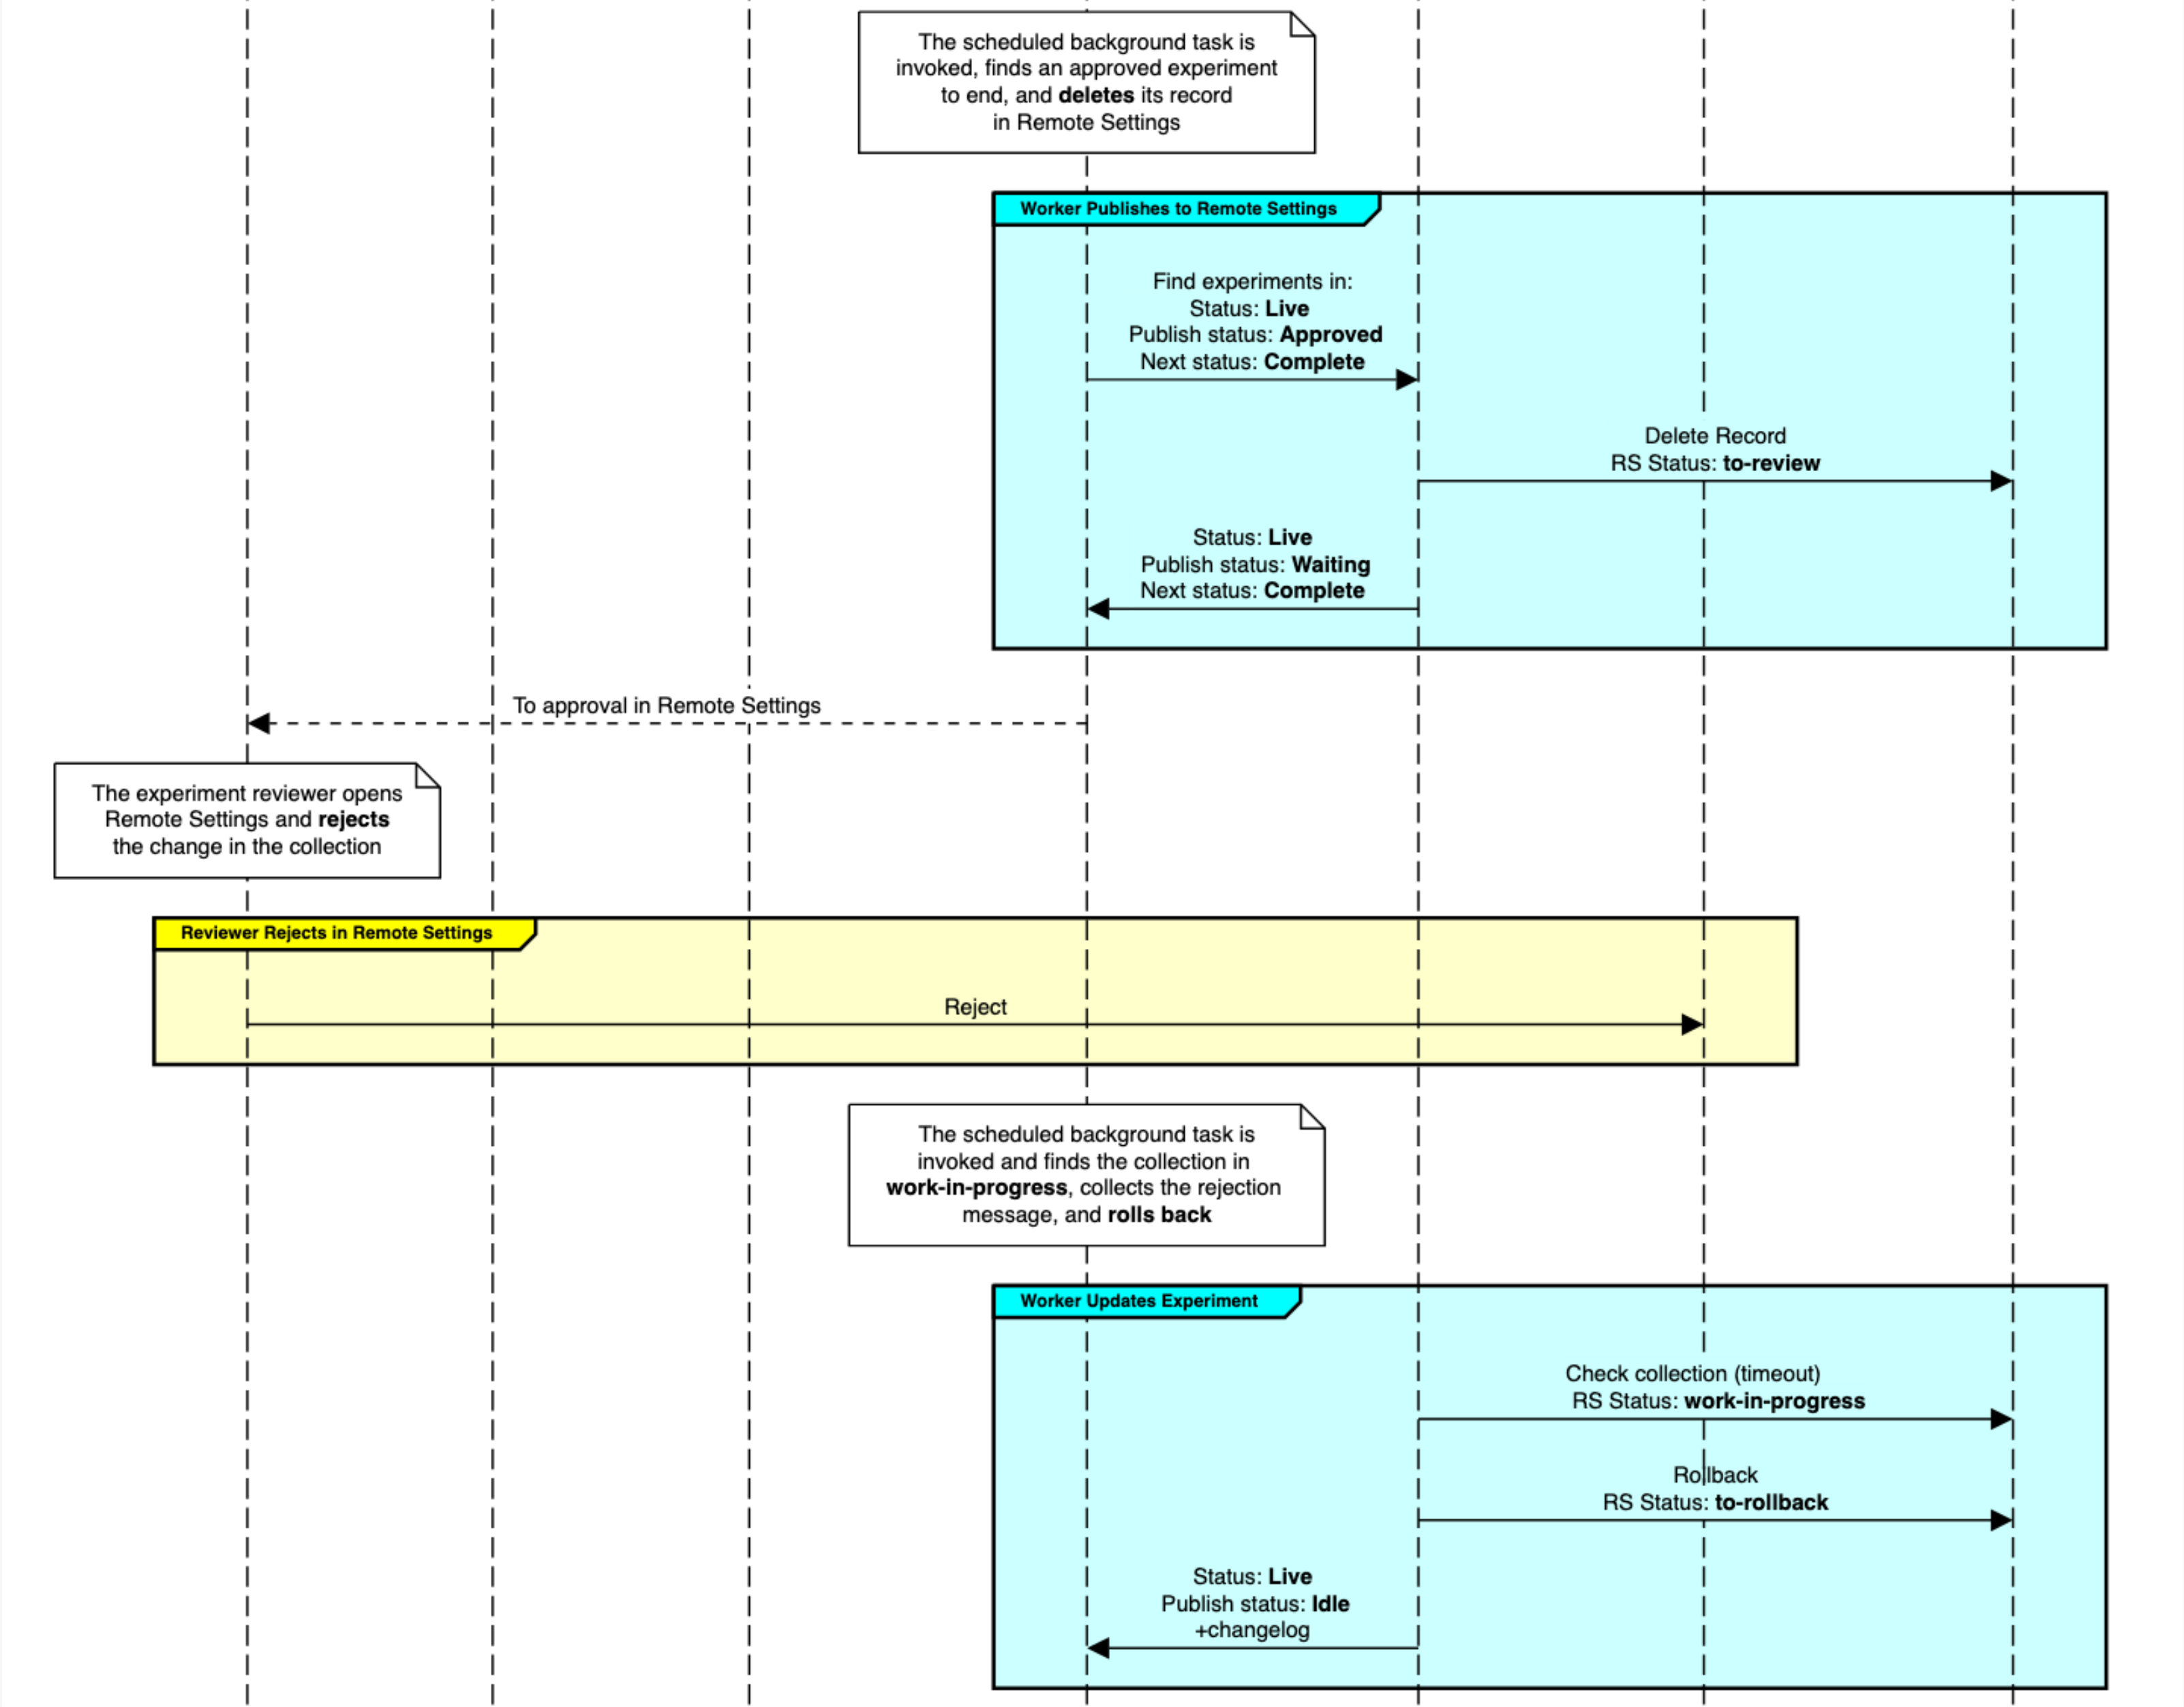 The scheduled background task is
invoked, finds an approved experiment
to end, and deletes its record
in Remote Settings
Worker Publishes to Remote Settings
Find experiments in:
Status: Live
Publish status: Approved
Next status: Complete
Delete Record
RS Status: to-review
Status: Live
Publish status: Waiting
Next status: Complete
To approval in Remote Settings
The experiment reviewer opens
Remote Settings and rejects
the change in the collection
Reviewer Rejects in Remote Settings
Reject
The scheduled background task is
invoked and finds the collection in
work-in-progress, collects the rejection
message, and rolls back
Worker Updates Experiment
Check collection (timeout)
RS Status: work-in-progress
Rollback
RS Status: to-rollback
Status: Live
Publish status: Idle
+changelog